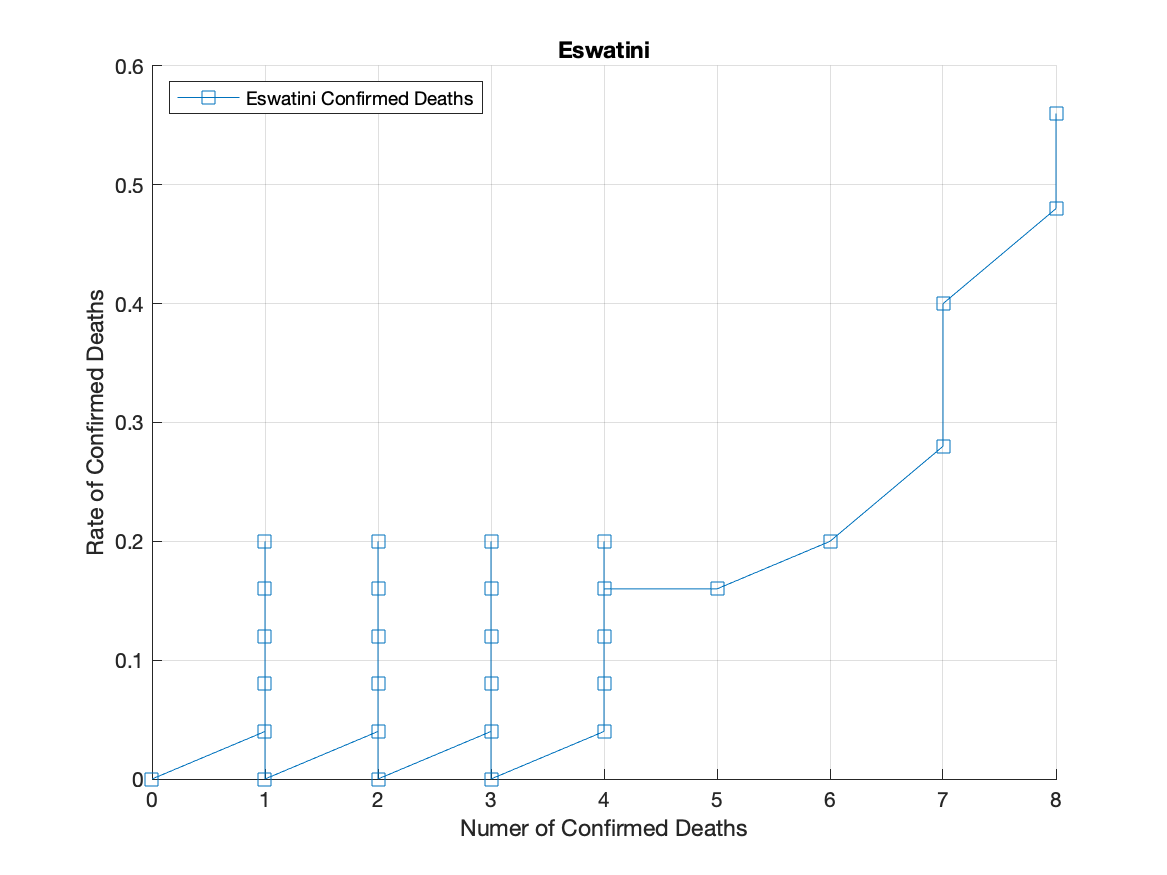 Eswatini
Eswatini Confirmed Deaths
0.6
0.5
0.4
0.3
0.2
0.1
0
Rate of Confirmed Deaths
0 1 2 3 4 5 6 7 8
Numer of Confirmed Deaths